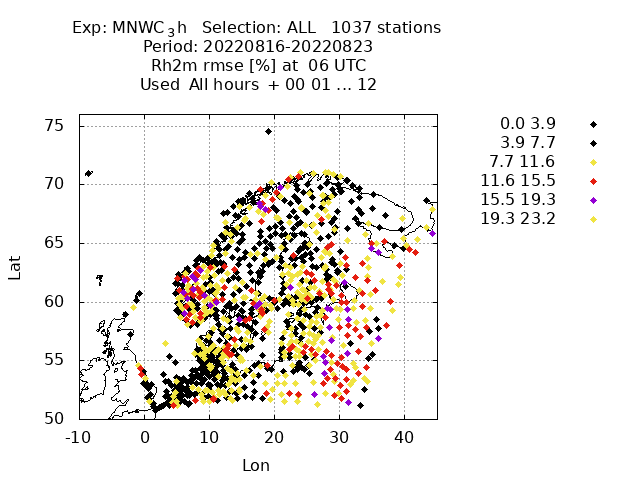 Exp: MNWC_3h Selection: ALL 1037 stations
Period: 20220816-20220823
Rh2m rmse [%] at 06 UTC
Used All hours + 00 01 ... 12
0.0 3.9
3.9 7.7
7.7 11.6
11.6 15.5
15.5 19.3
19.3 23.2
75
70
65
60
55
50
Lat
-10 0 10 20 30 40
Lon